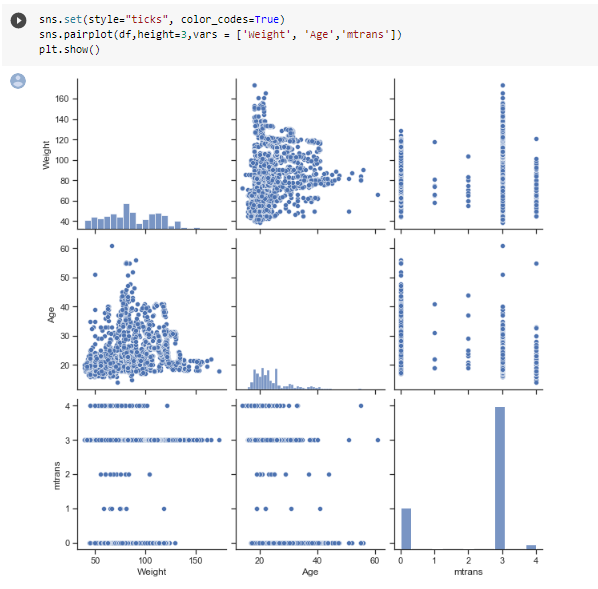 sns.set(style="ticks", color_codes=True)
sns.pairplot(df,height=3,vars = ['Weight', 'Age','mtrans'])
plt.show()
160
140
120
100
80
60
40
Weight
60
50
40
30
20
Age
4
3
2
1
0
mtrans
50 100 150
Weight
20 40 60
Age
0 1 2 3 4
mtrans